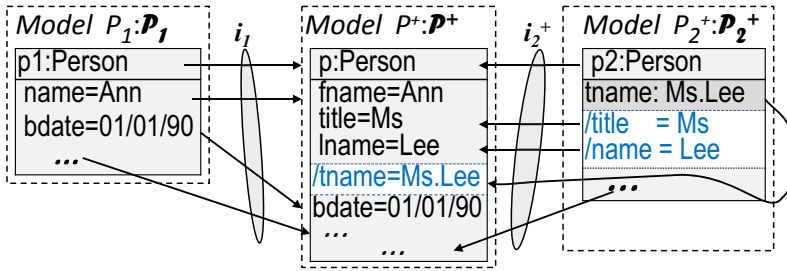 Model P₁:𝓟₁
p1:Person
name=Ann
bdate=01/01/90
...
i₁
Model P⁺:𝓟⁺
p:Person
fname=Ann
title=Ms
lname=Lee
/tname=Ms.Lee
bdate=01/01/90
...
...
i₂⁺
Model P₂⁺:𝓟₂⁺
p2:Person
tname: Ms.Lee
/title = Ms
/name = Lee
...